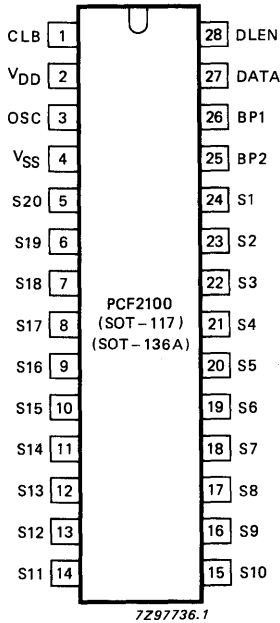 CLB 1 28 DLEN
VDD 2 27 DATA
OSC 3 26 BP1
VSS 4 25 BP2
S20 5 24 S1
S19 6 23 S2
S18 7 22 S3
PCF2100
(SOT-117)
(SOT-136A)
S17 8 21 S4
S16 9 20 S5
S15 10 19 S6
S14 11 18 S7
S13 12 17 S8
S12 13 16 S9
S11 14 15 S10
7Z97736.1